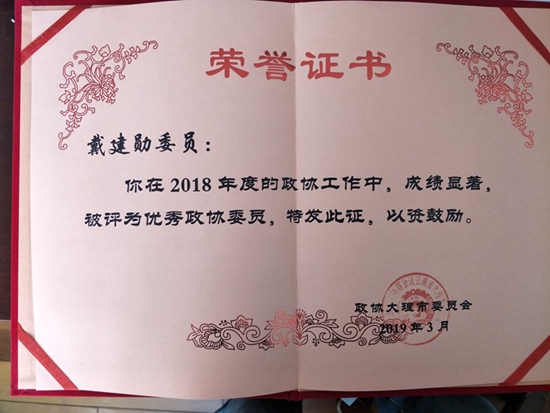 荣誉证书
戴建勋委员：
你在2018年度的政协工作中，成绩显著，
被评为优秀政协委员，特发此证，以资鼓励。
政协大理市委员会
2019年3月